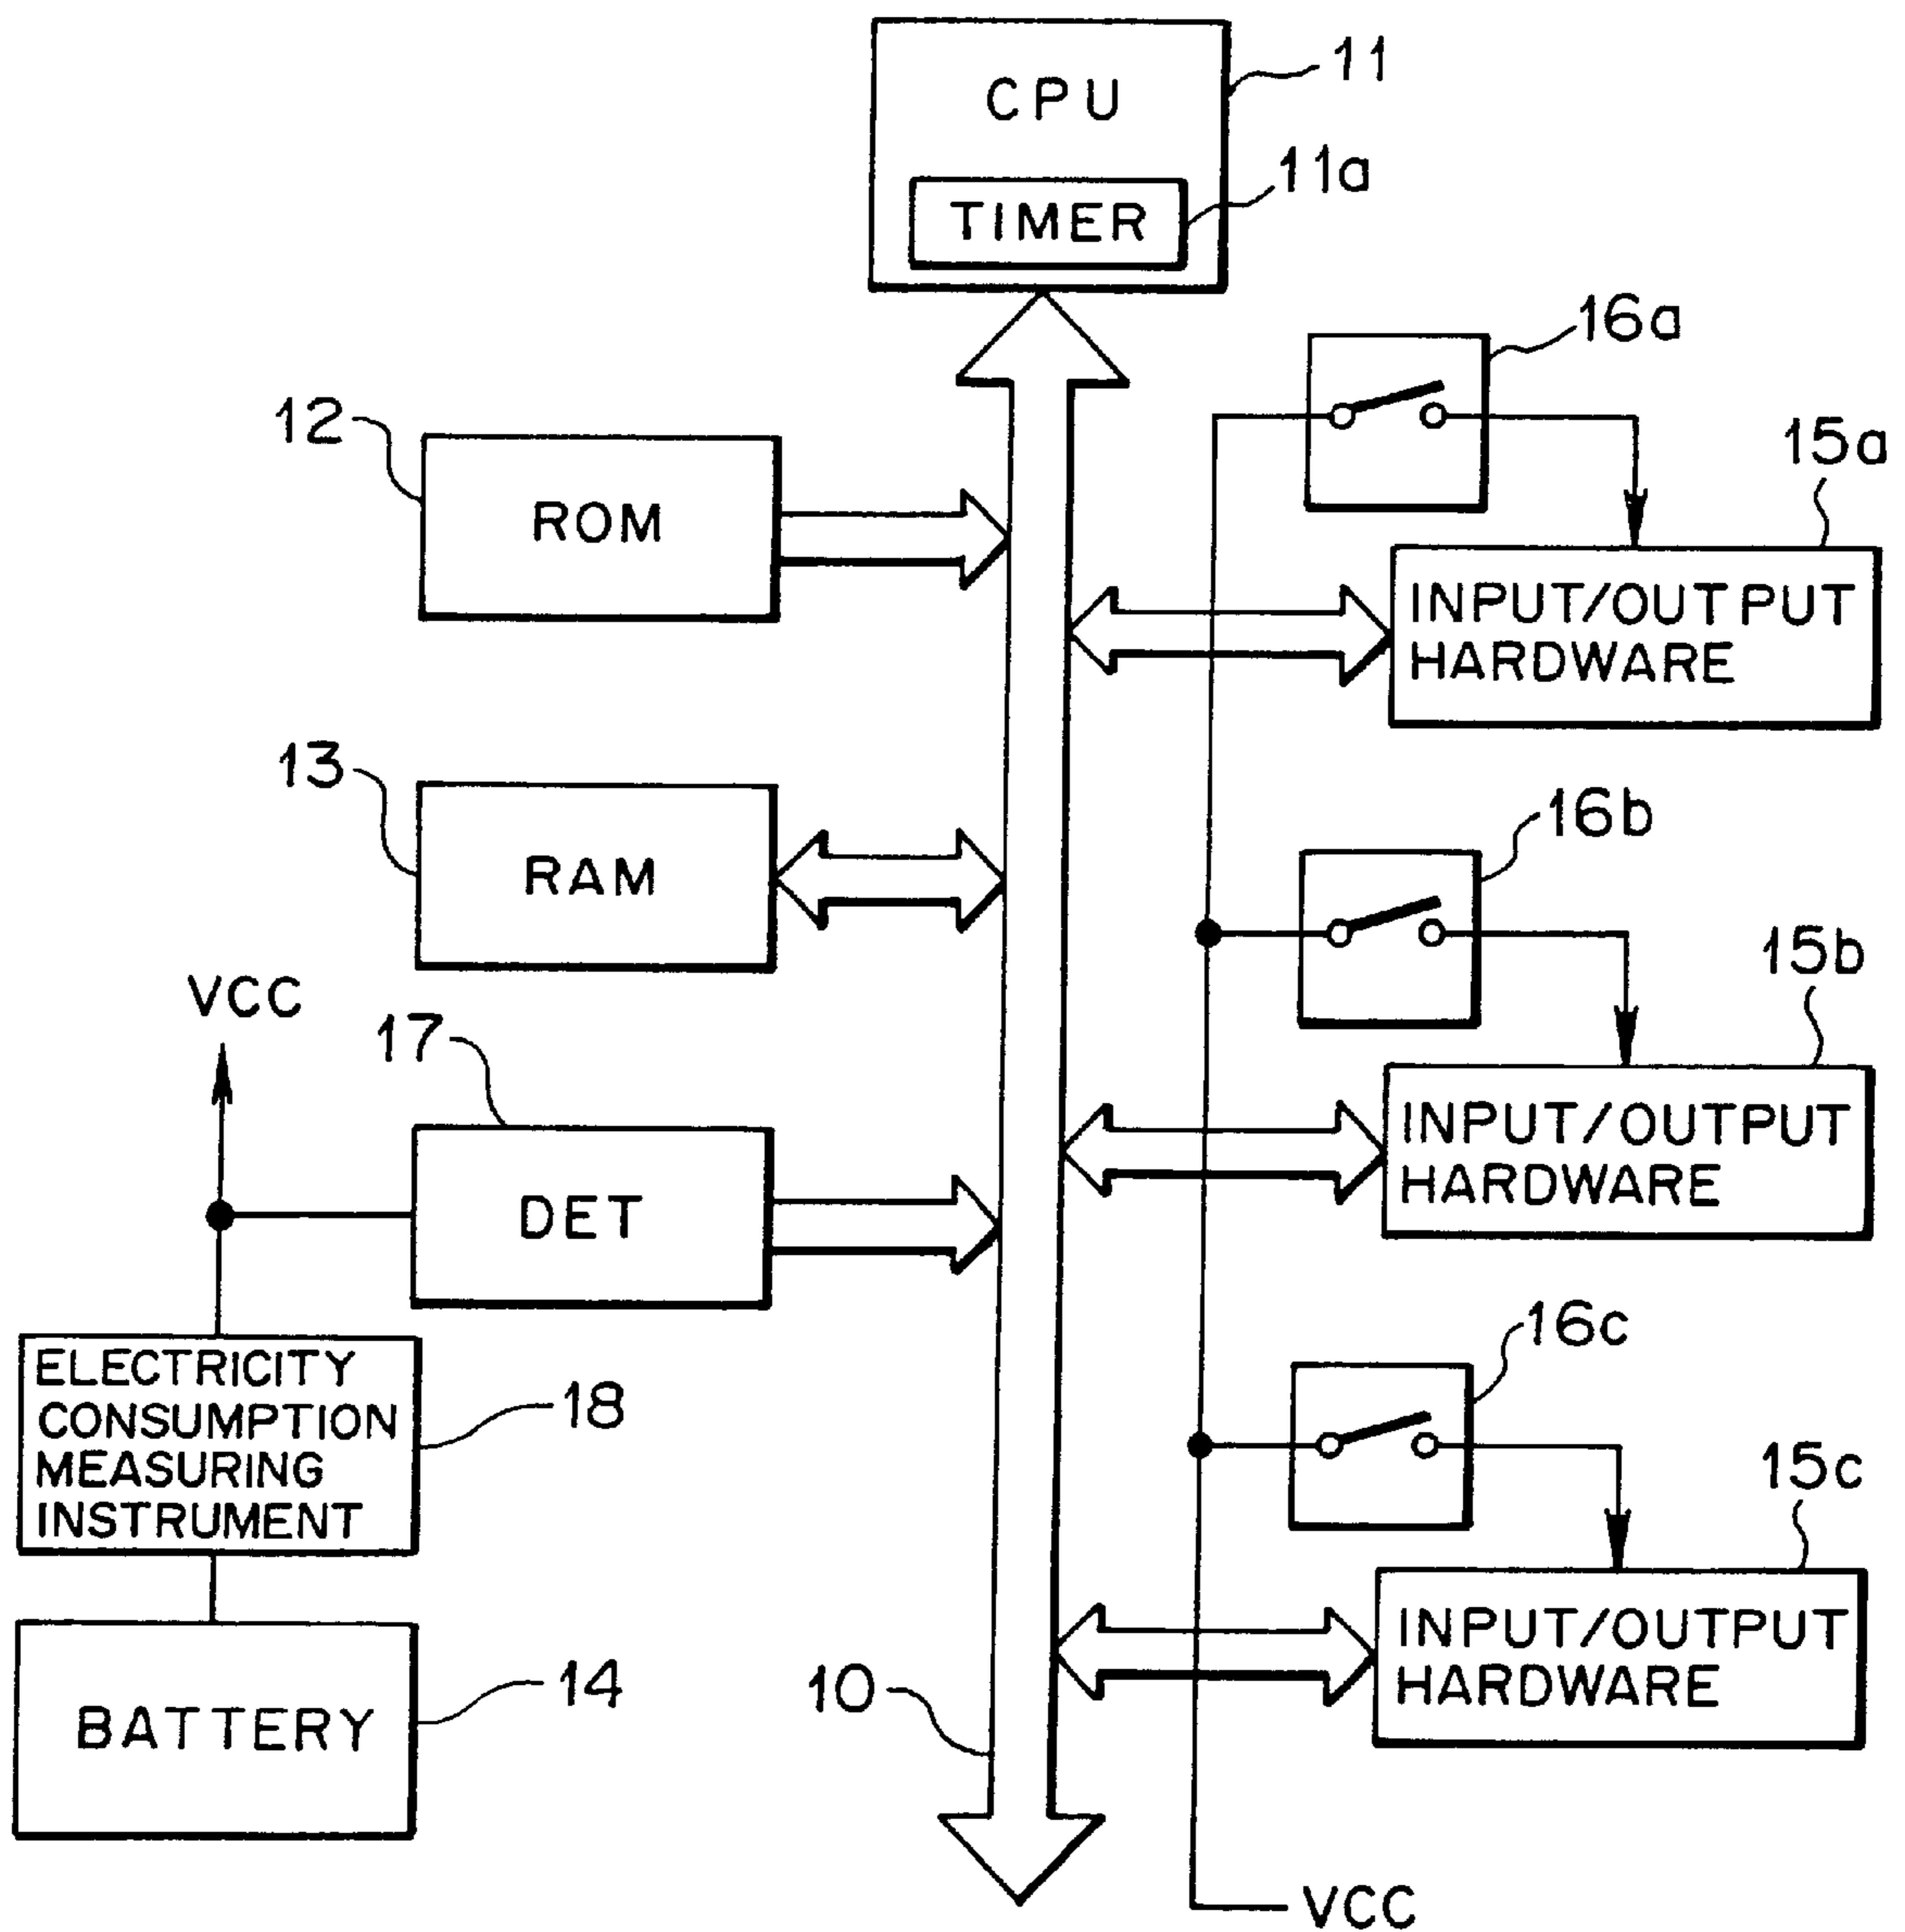 11
CPU
11a
TIMER
16a
12
15a
ROM
INPUT/OUTPUT
HARDWARE
13
16b
RAM
15b
VCC
17
INPUT/OUTPUT
HARDWARE
DET
16c
ELECTRICITY
CONSUMPTION
MEASURING
INSTRUMENT
18
15c
INPUT/OUTPUT
HARDWARE
14
10
BATTERY
VCC